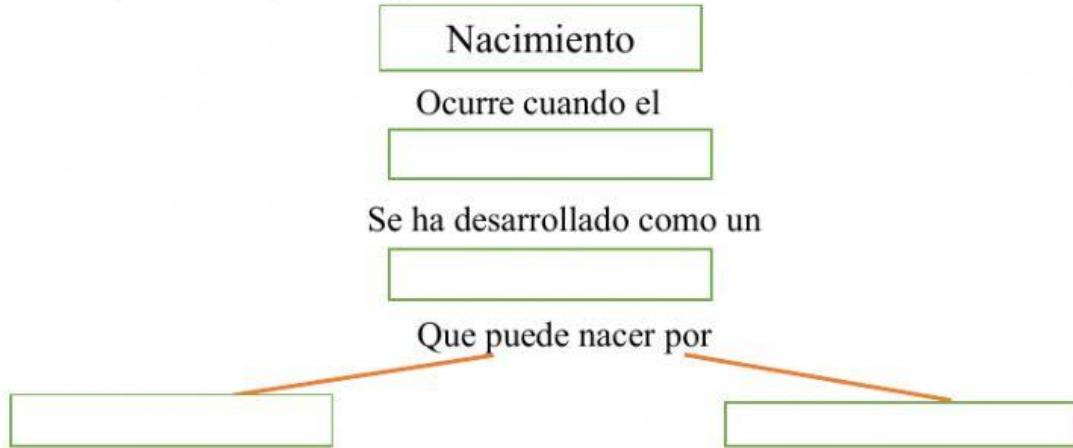 Nacimiento
Ocurre cuando el
Se ha desarrollado como un
Que puede nacer por